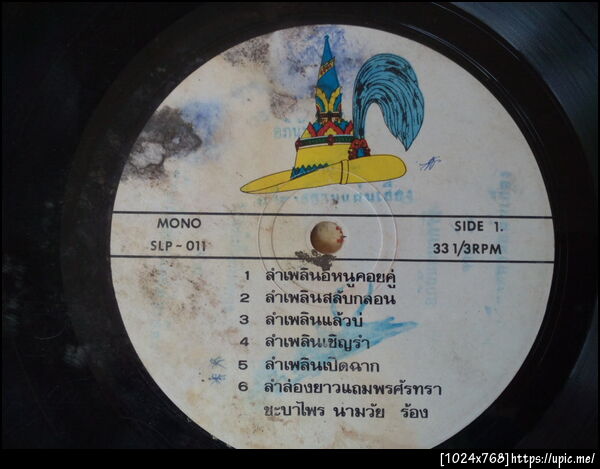 MONO
SLP-011
SIDE 1.
33 1/3RPM
1 ลำเพลินอีหนูคอยคู่
2 ลำเพลินสลับกลอน
3 ลำเพลินแล้วบ่
4 ลำเพลินเชิญรำ
5 ลำเพลินเปิดฉาก
6 ลำล่องยาวแถมพรศรัทรา
ชะบาไพร นามวัย ร้อง
[1024x768]https://upic.me/